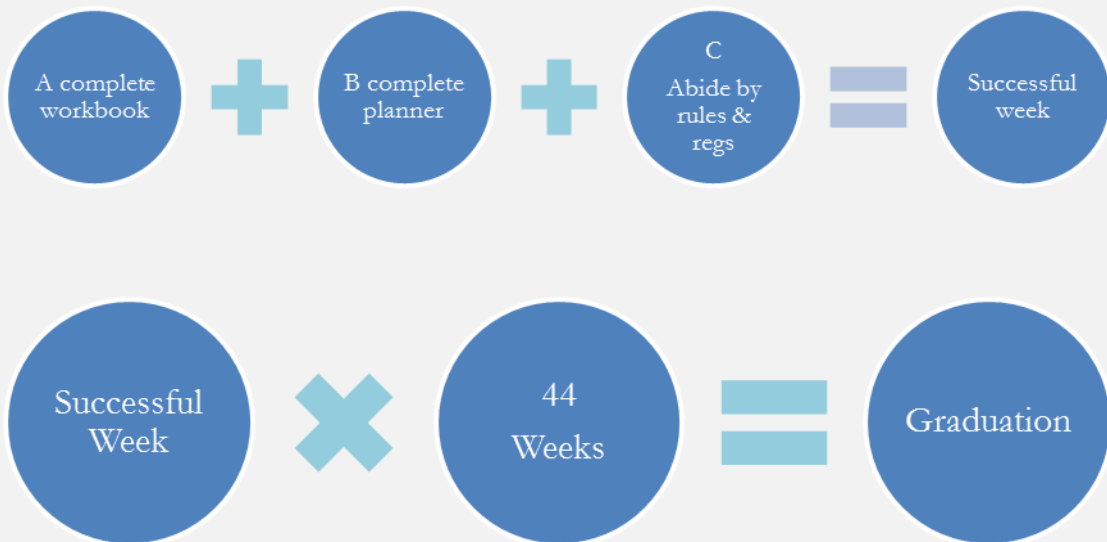 A complete
workbook
B complete
planner
C
Abide by
rules &
regs
Successful
week
Successful
Week
44
Weeks
Graduation